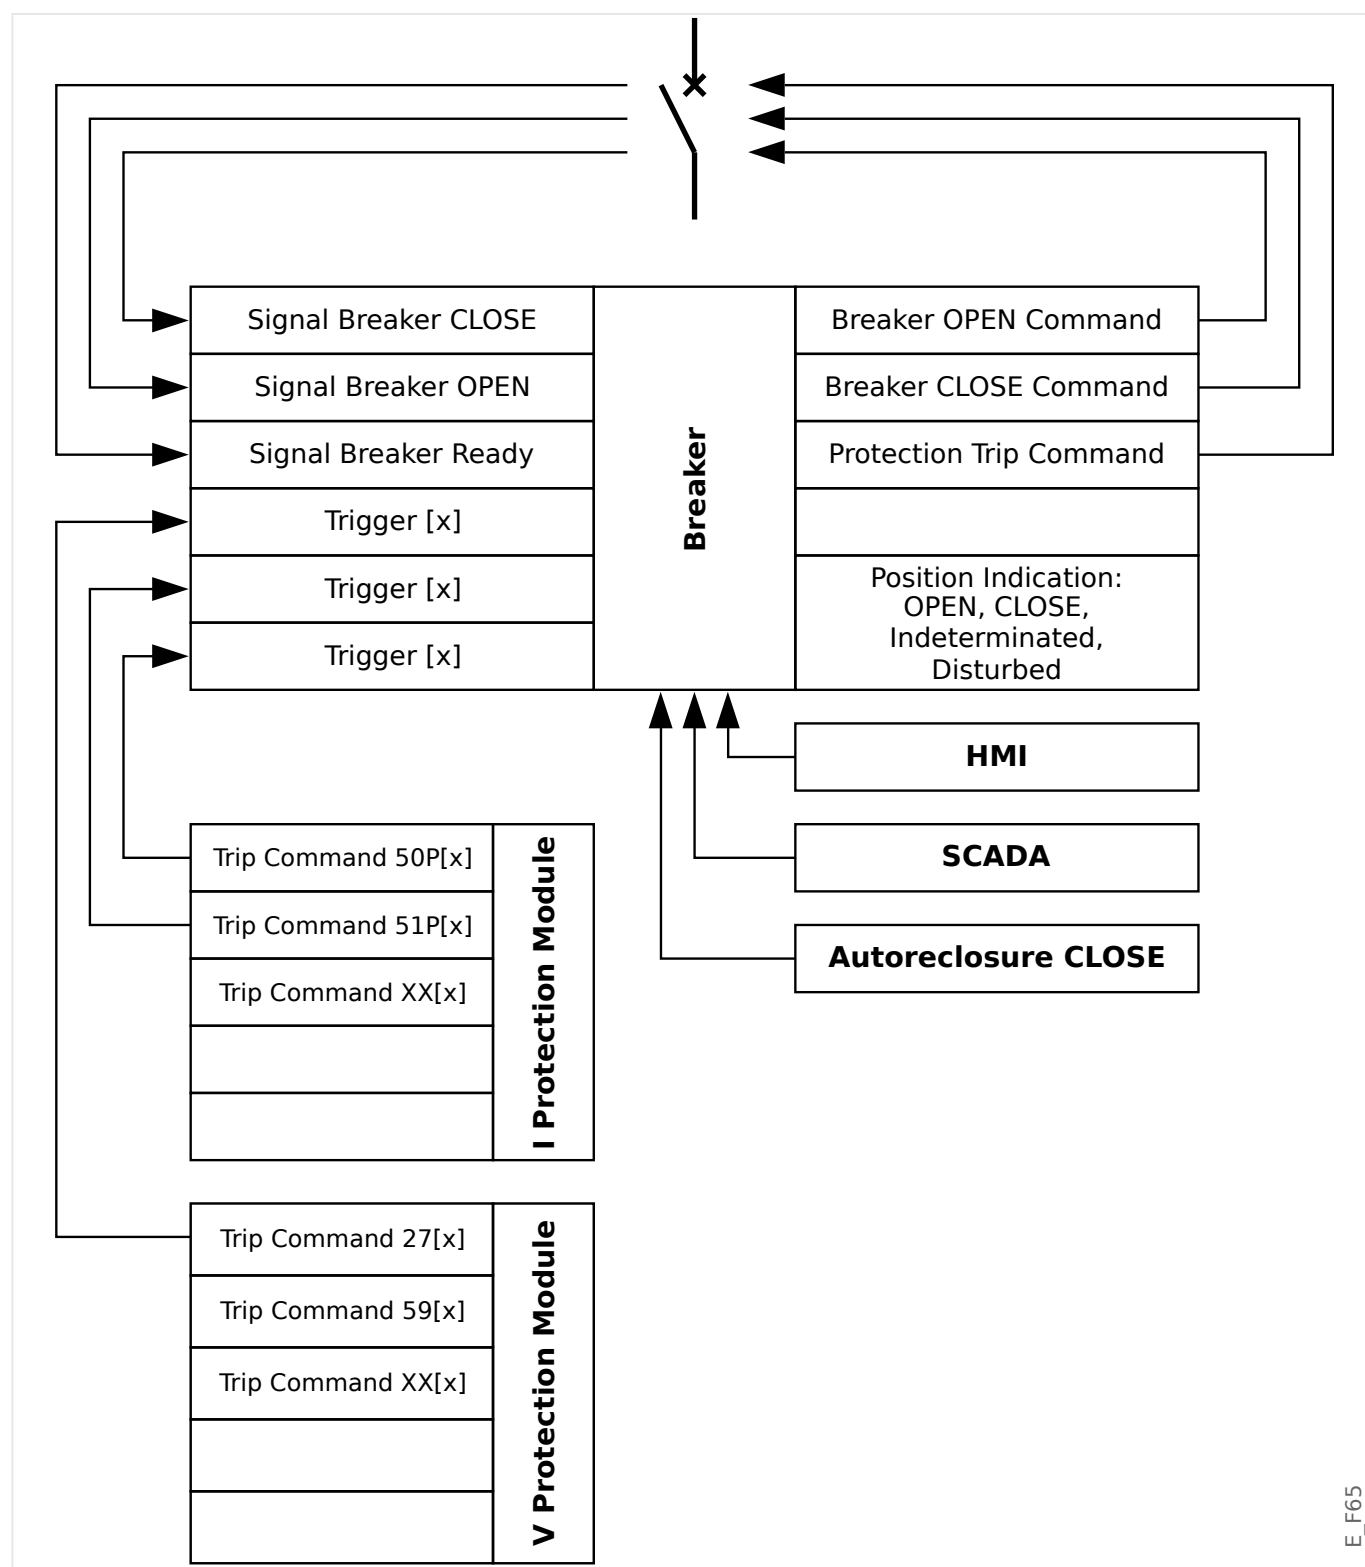 Signal Breaker CLOSE
Signal Breaker OPEN
Signal Breaker Ready
Trigger [x]
Trigger [x]
Trigger [x]
Breaker
Breaker OPEN Command
Breaker CLOSE Command
Protection Trip Command
Position Indication:
OPEN, CLOSE,
Indeterminated,
Disturbed
HMI
SCADA
Autoreclosure CLOSE
Trip Command 50P[x]
Trip Command 51P[x]
Trip Command XX[x]
I Protection Module
Trip Command 27[x]
Trip Command 59[x]
Trip Command XX[x]
V Protection Module
E_F65